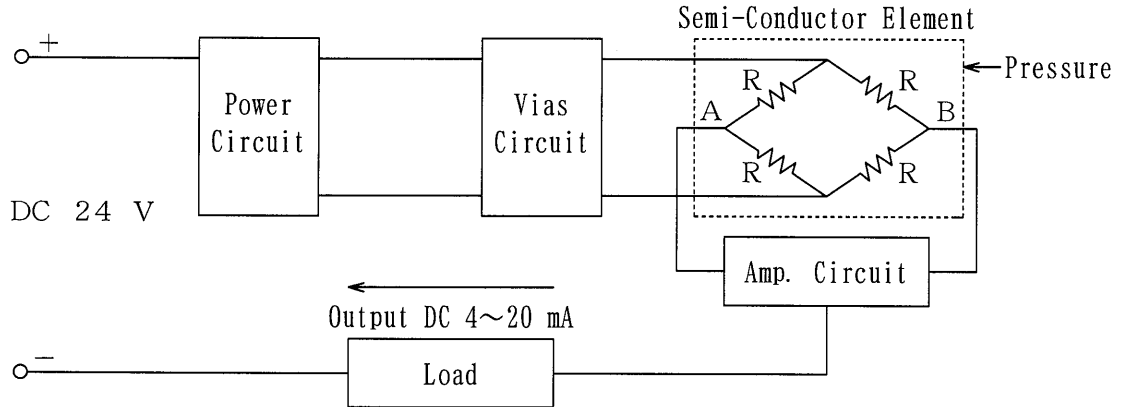 Semi-Conductor Element
+
Pressure
Power
Circuit
Vias
Circuit
R
R
A
B
R
R
DC 24 V
Amp. Circuit
Output DC 4～20 mA
−
Load